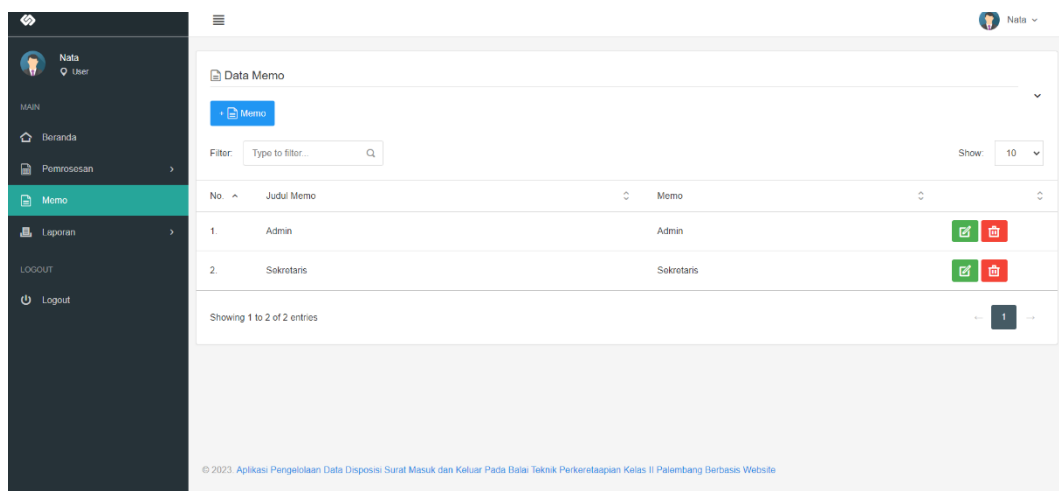 Nata
Nata
User
Data Memo
MAIN
Memo
Beranda
Filter: Type to filter... Show: 10
Pemrosesan
No. Judul Memo Memo
Memo
1. Admin Admin
Laporan
LOGOUT
2. Sekretaris Sekretaris
Logout
Showing 1 to 2 of 2 entries ← 1 →
© 2023. Aplikasi Pengelolaan Data Disposisi Surat Masuk dan Keluar Pada Balai Teknik Perkeretaapian Kelas II Palembang Berbasis Website